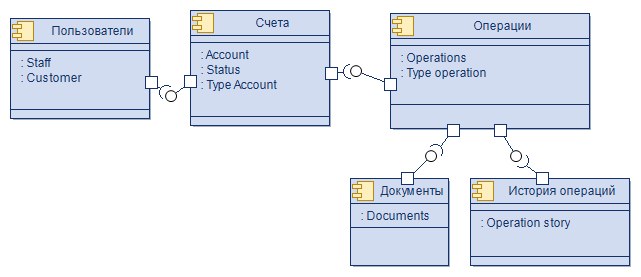 Пользователи
: Staff
: Customer
Счета
: Account
: Status
: Type Account
Операции
: Operations
: Type operation
Документы
: Documents
История операций
: Operation story